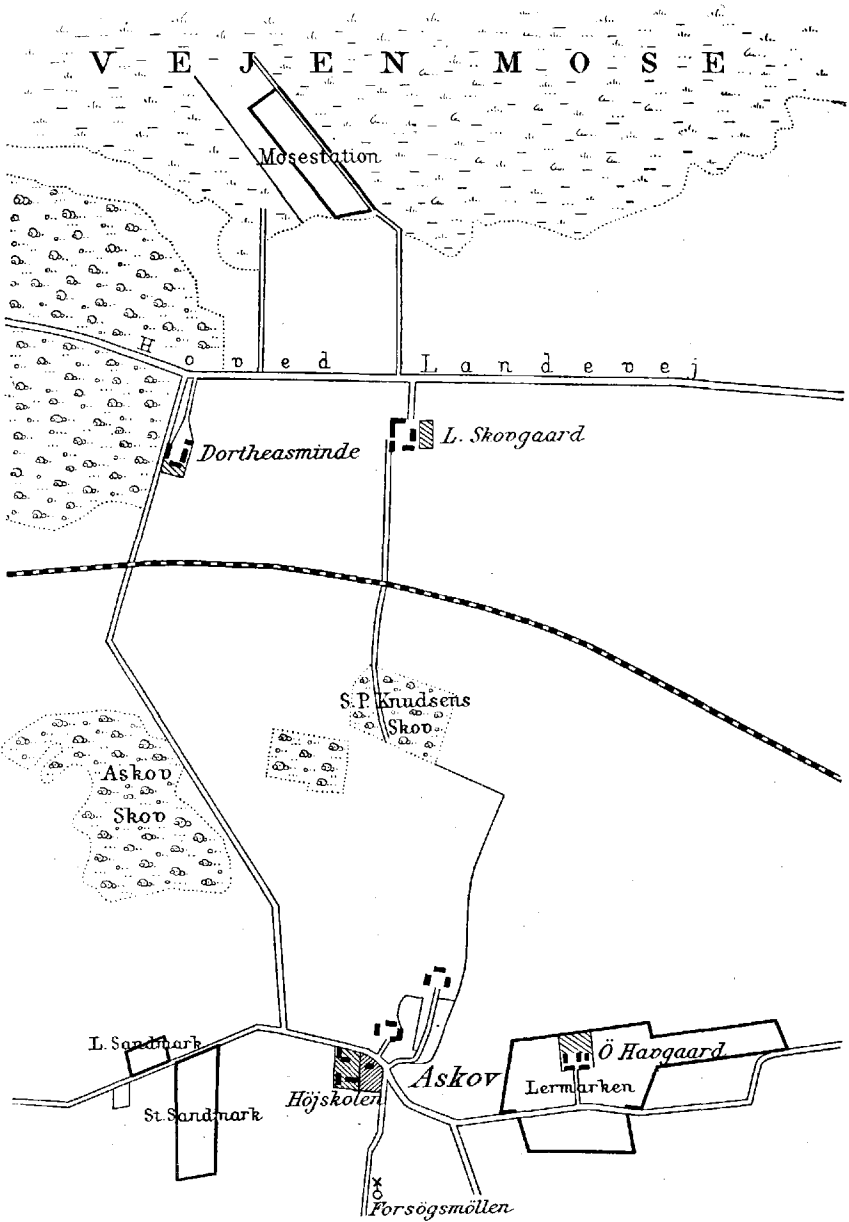 VEJEN MOSE
Mosestation
Hoved Landevej
Dortheasminde
L. Skovgaard
S.P. Knudsens
Skov
Askov
Skov
L. Sandmark
Ö Havgaard
Askov
Lermarken
Höjskolen
St. Sandmark
Forsögsmöllen